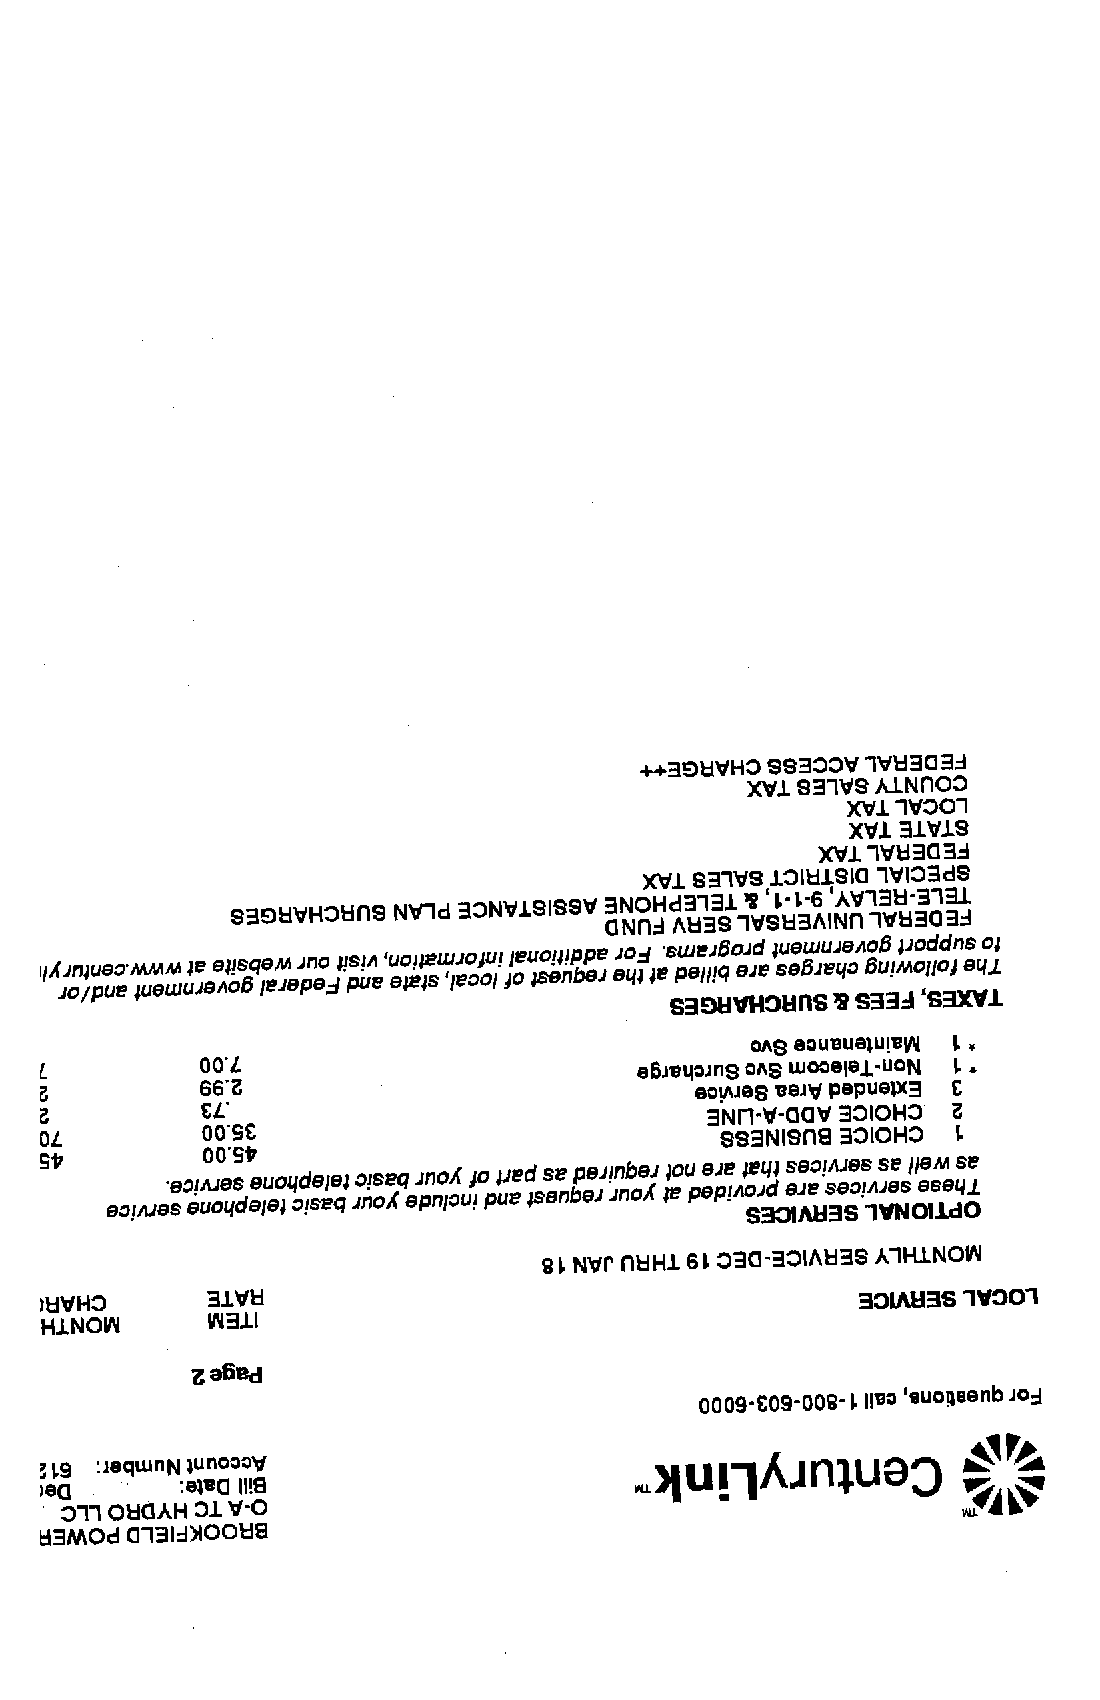 BROOKFIELD POWER
O-A TC HYDRO LLC
Bill Date:
Account Number: 612
CenturyLink™
For questions, call 1-800-603-6000
Page 2
ITEM MONTH
LOCAL SERVICE RATE CHAR
MONTHLY SERVICE-DEC 19 THRU JAN 18
OPTIONAL SERVICES
These services are provided at your request and include your basic telephone service
as well as services that are not required as part of your basic telephone service.
1 CHOICE BUSINESS 45.00 45
2 CHOICE ADD-A-LINE 35.00 70
3 Extended Area Service .73 2
* 1 Non-Telecom Svc Surcharge 2.99 2
* 1 Maintenance Svc 7.00 7
TAXES, FEES & SURCHARGES
The following charges are billed at the request of local, state and Federal government and/or
to support government programs. For additional information, visit our website at www.centuryl
FEDERAL UNIVERSAL SERV FUND
TELE-RELAY, 9-1-1, & TELEPHONE ASSISTANCE PLAN SURCHARGES
SPECIAL DISTRICT SALES TAX
FEDERAL TAX
STATE TAX
LOCAL TAX
COUNTY SALES TAX
FEDERAL ACCESS CHARGE++